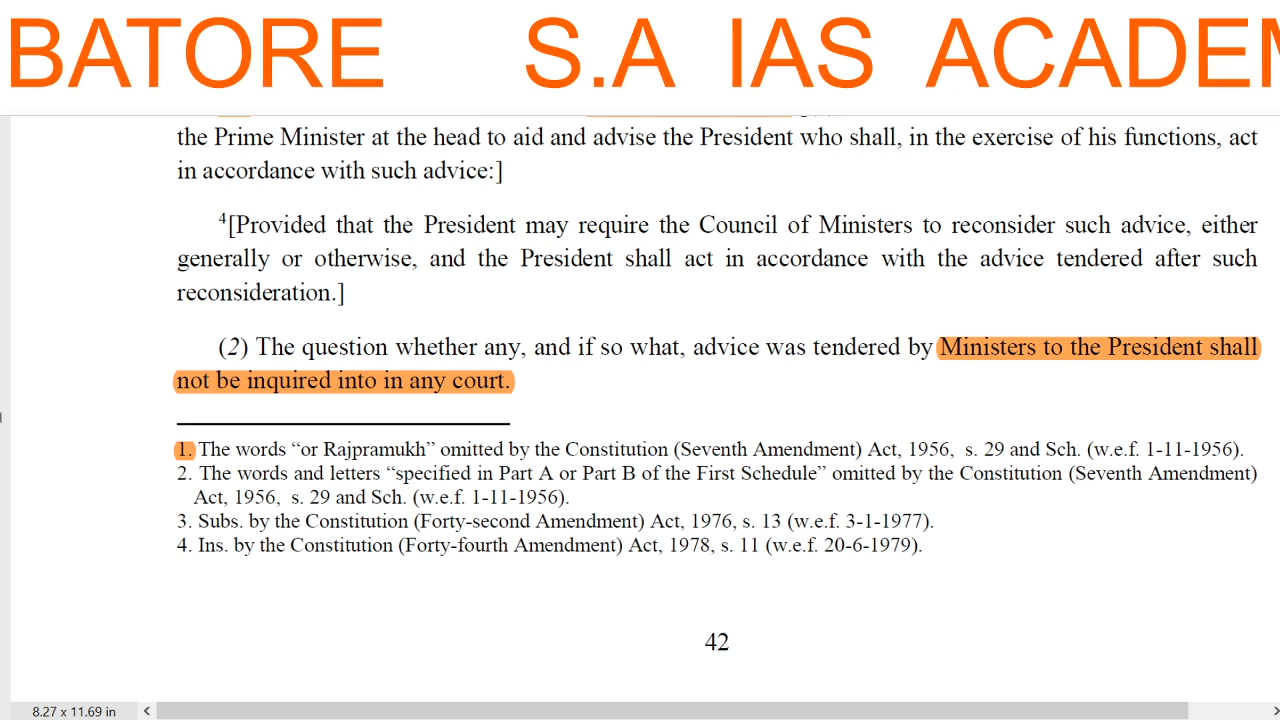 BATORE S.A IAS ACADEM
the Prime Minister at the head to aid and advise the President who shall, in the exercise of his functions, act
in accordance with such advice:]
4[Provided that the President may require the Council of Ministers to reconsider such advice, either
generally or otherwise, and the President shall act in accordance with the advice tendered after such
reconsideration.]
(2) The question whether any, and if so what, advice was tendered by Ministers to the President shall
not be inquired into in any court.
1. The words “or Rajpramukh” omitted by the Constitution (Seventh Amendment) Act, 1956, s. 29 and Sch. (w.e.f. 1-11-1956).
2. The words and letters “specified in Part A or Part B of the First Schedule” omitted by the Constitution (Seventh Amendment)
Act, 1956, s. 29 and Sch. (w.e.f. 1-11-1956).
3. Subs. by the Constitution (Forty-second Amendment) Act, 1976, s. 13 (w.e.f. 3-1-1977).
4. Ins. by the Constitution (Forty-fourth Amendment) Act, 1978, s. 11 (w.e.f. 20-6-1979).
42
8.27 x 11.69 in